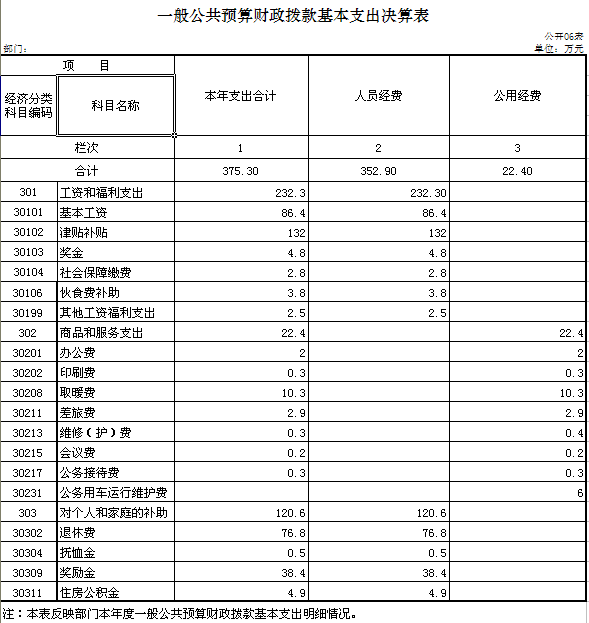 一般公共预算财政拨款基本支出决算表
公开06表
部门： 单位：万元
项 目 本年支出合计 人员经费 公用经费
经济分类科目编码 科目名称
栏次 1 2 3
合计 375.30 352.90 22.40
301 工资和福利支出 232.3 232.30
30101 基本工资 86.4 86.4
30102 津贴补贴 132 132
30103 奖金 4.8 4.8
30104 社会保障缴费 2.8 2.8
30106 伙食费补助 3.8 3.8
30199 其他工资福利支出 2.5 2.5
302 商品和服务支出 22.4 22.4
30201 办公费 2 2
30202 印刷费 0.3 0.3
30208 取暖费 10.3 10.3
30211 差旅费 2.9 2.9
30213 维修（护）费 0.3 0.4
30215 会议费 0.2 0.2
30217 公务接待费 0.3 0.3
30231 公务用车运行维护费 6
303 对个人和家庭的补助 120.6 120.6
30302 退休费 76.8 76.8
30304 抚恤金 0.5 0.5
30309 奖励金 38.4 38.4
30311 住房公积金 4.9 4.9
注：本表反映部门本年度一般公共预算财政拨款基本支出明细情况。